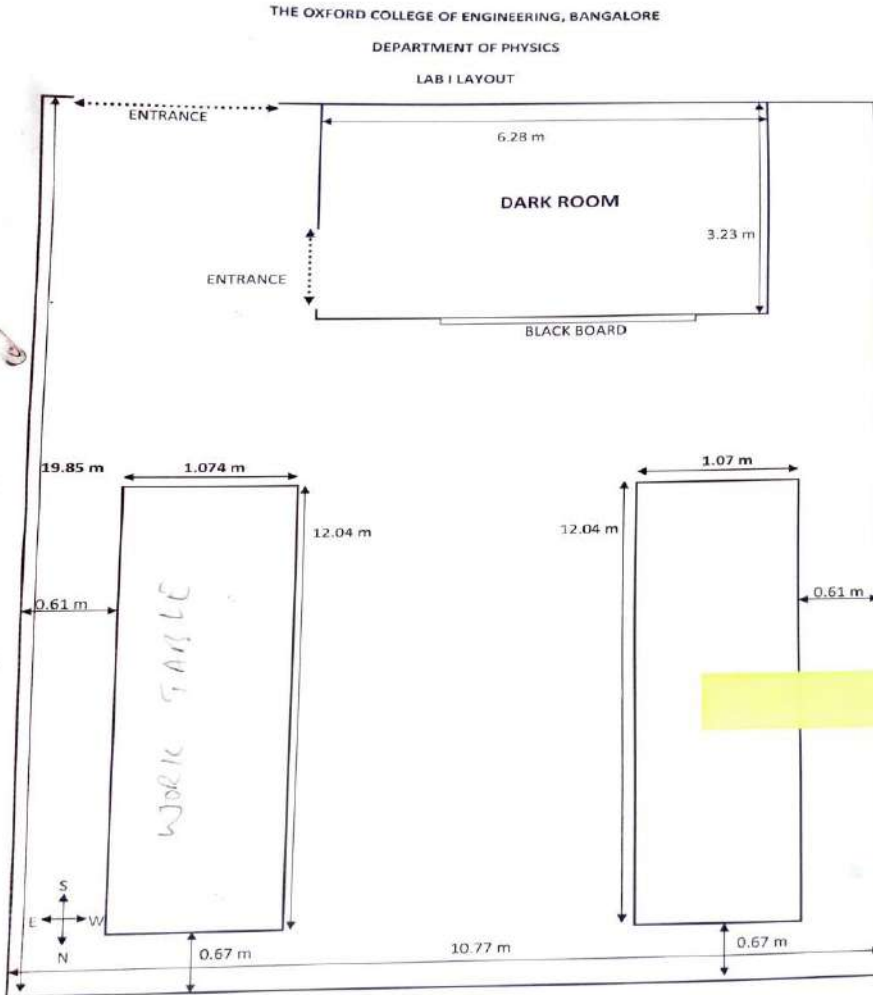 THE OXFORD COLLEGE OF ENGINEERING, BANGALORE
DEPARTMENT OF PHYSICS
LAB I LAYOUT
ENTRANCE
6.28 m
DARK ROOM
3.23 m
ENTRANCE
BLACK BOARD
19.85 m
1.074 m
1.07 m
12.04 m
12.04 m
0.61 m
0.61 m
WORK TABLE
S
E W
N
0.67 m
10.77 m
0.67 m